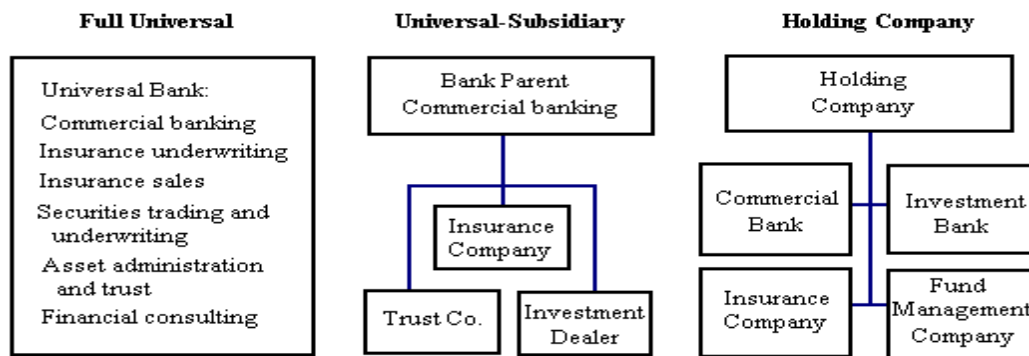 Full Universal
Universal Bank:
Commercial banking
Insurance underwriting
Insurance sales
Securities trading and
underwriting
Asset administration
and trust
Financial consulting
Universal-Subsidiary
Bank Parent
Commercial banking
Insurance
Company
Trust Co.
Investment
Dealer
Holding Company
Holding
Company
Commercial
Bank
Investment
Bank
Insurance
Company
Fund
Management
Company